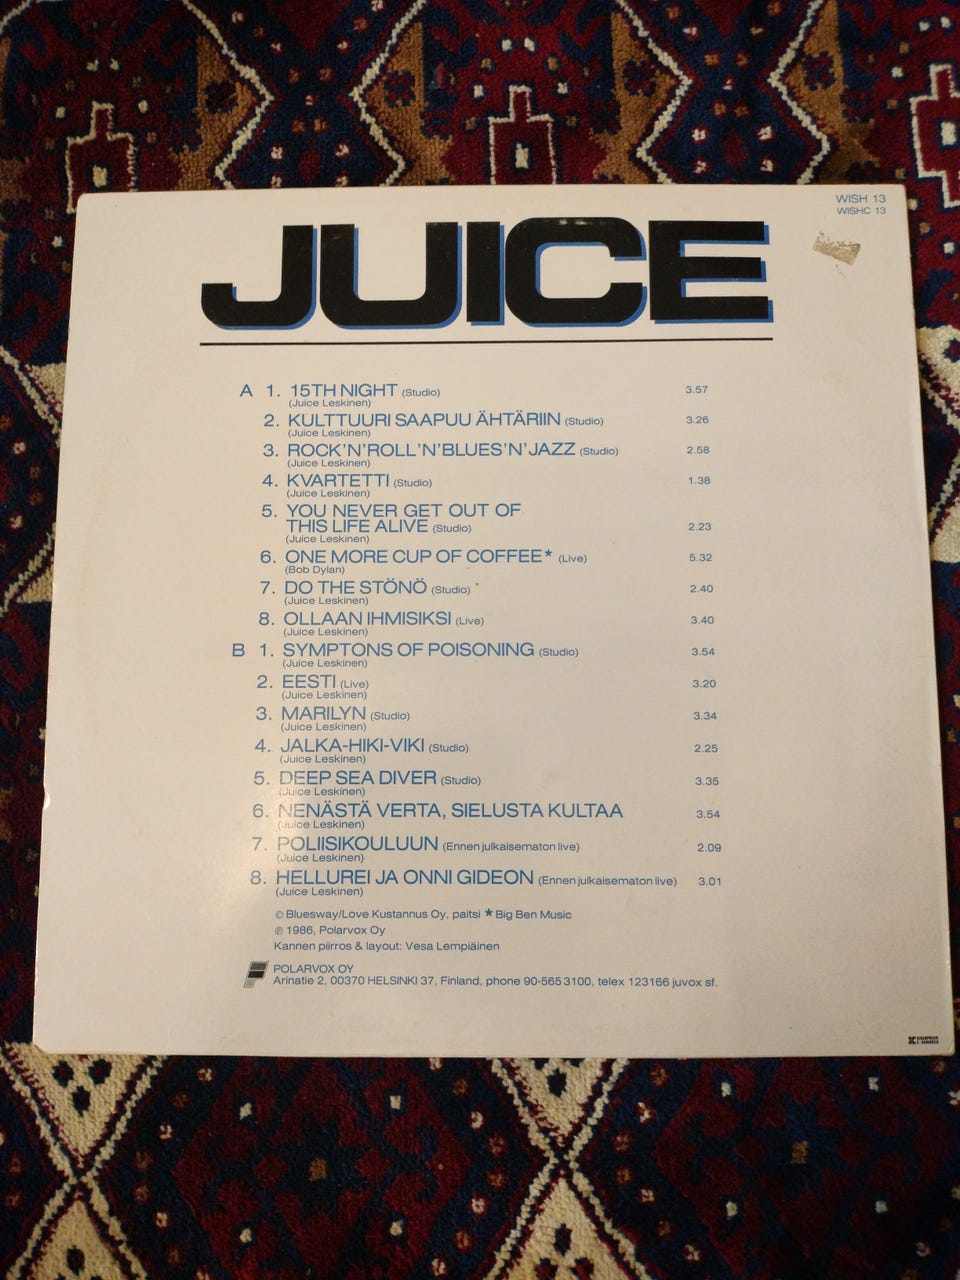 WISH 13
WISHC 13
JUICE
A 1. 15TH NIGHT (Studio) 3.57
(Juice Leskinen)
2. KULTTUURI SAAPUU ÄHTÄRIIN (Studio) 3.26
(Juice Leskinen)
3. ROCK'N'ROLL'N'BLUES'N'JAZZ (Studio) 2.58
(Juice Leskinen)
4. KVARTETTI (Studio) 1.38
(Juice Leskinen)
5. YOU NEVER GET OUT OF
THIS LIFE ALIVE (Studio) 2.23
(Juice Leskinen)
6. ONE MORE CUP OF COFFEE* (Live) 5.32
(Bob Dylan)
7. DO THE STÖNÖ (Studio) 2.40
(Juice Leskinen)
8. OLLAAN IHMISIKSI (Live) 3.40
(Juice Leskinen)
B 1. SYMPTONS OF POISONING (Studio) 3.54
(Juice Leskinen)
2. EESTI (Live) 3.20
(Juice Leskinen)
3. MARILYN (Studio) 3.34
(Juice Leskinen)
4. JALKA-HIKI-VIKI (Studio) 2.25
(Juice Leskinen)
5. DEEP SEA DIVER (Studio) 3.35
(Juice Leskinen)
6. NENÄSTÄ VERTA, SIELUSTA KULTAA 3.54
(Juice Leskinen)
7. POLIISIKOULUUN (Ennen julkaisematon live) 2.09
(Juice Leskinen)
8. HELLUREI JA ONNI GIDEON (Ennen julkaisematon live) 3.01
(Juice Leskinen)
© Bluesway/Love Kustannus Oy, paitsi * Big Ben Music
℗ 1986, Polarvox Oy
Kannen piirros & layout: Vesa Lempiäinen
POLARVOX OY
Arinatie 2, 00370 HELSINKI 37, Finland, phone 90-565 3100, telex 123166 juvox sf.